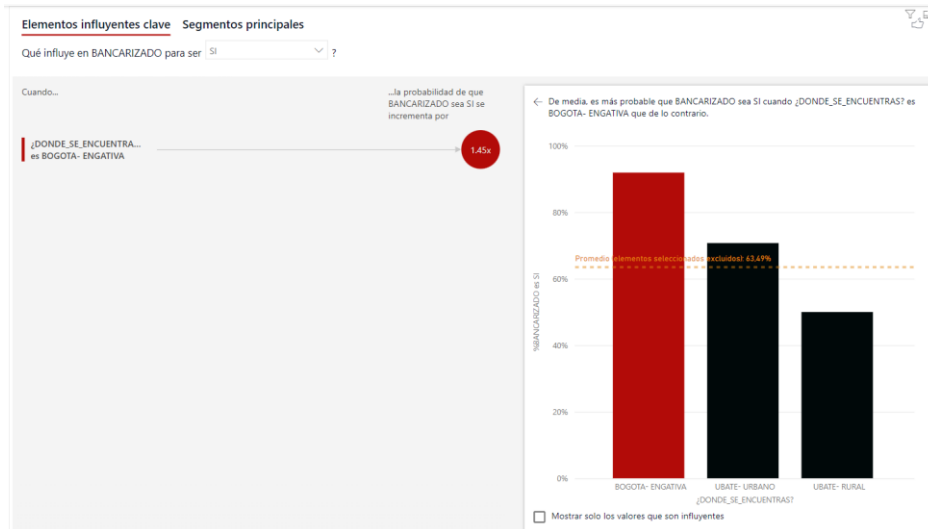 Elementos influyentes clave Segmentos principales
Qué influye en BANCARIZADO para ser SI ?
Cuando...
...la probabilidad de que
BANCARIZADO sea SI se
incrementa por
¿DONDE_SE_ENCUENTRA...
es BOGOTA- ENGATIVA
1.45x
De media, es más probable que BANCARIZADO sea SI cuando ¿DONDE_SE_ENCUENTRAS? es
BOGOTA- ENGATIVA que de lo contrario.
100%
80%
Promedio (elementos seleccionados excluidos): 63.49%
60%
40%
20%
0%
%BANCARIZADO es SI
BOGOTA- ENGATIVA UBATE- URBANO UBATE- RURAL
¿DONDE_SE_ENCUENTRAS?
Mostrar solo los valores que son influyentes